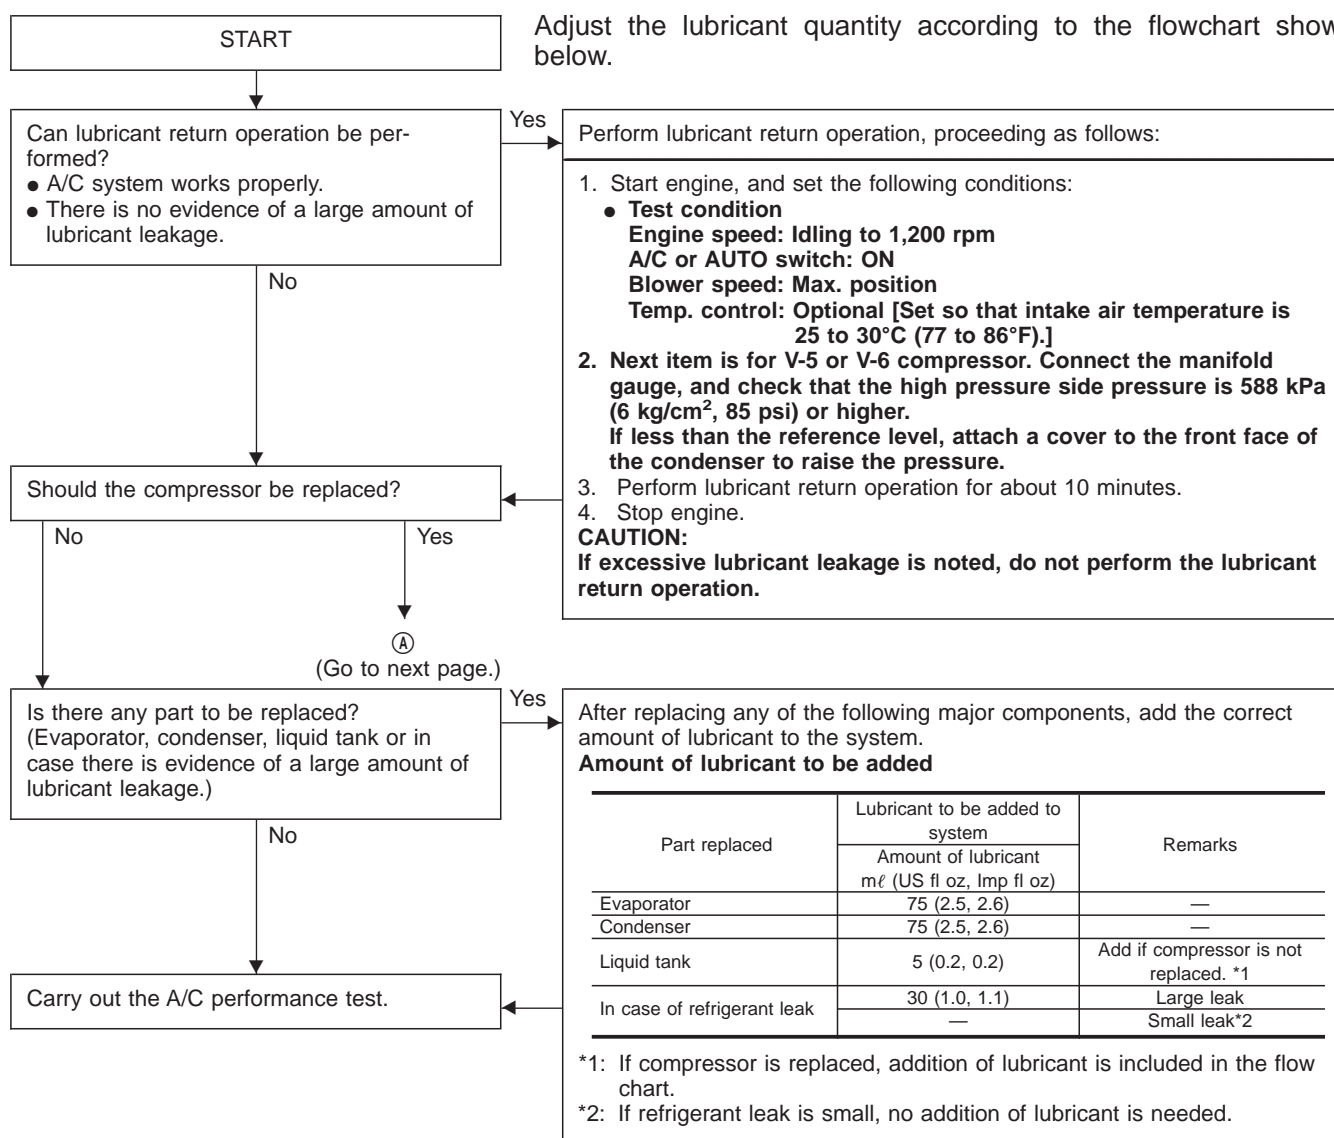 START
Adjust the lubricant quantity according to the flowchart show
below.
Can lubricant return operation be per-
formed?
● A/C system works properly.
● There is no evidence of a large amount of
lubricant leakage.
Yes
No
Perform lubricant return operation, proceeding as follows:
1. Start engine, and set the following conditions:
● Test condition
Engine speed: Idling to 1,200 rpm
A/C or AUTO switch: ON
Blower speed: Max. position
Temp. control: Optional [Set so that intake air temperature is
25 to 30°C (77 to 86°F).]
2. Next item is for V-5 or V-6 compressor. Connect the manifold
gauge, and check that the high pressure side pressure is 588 kPa
(6 kg/cm², 85 psi) or higher.
If less than the reference level, attach a cover to the front face of
the condenser to raise the pressure.
3. Perform lubricant return operation for about 10 minutes.
4. Stop engine.
CAUTION:
If excessive lubricant leakage is noted, do not perform the lubricant
return operation.
Should the compressor be replaced?
No
Yes
Ⓐ
(Go to next page.)
Is there any part to be replaced?
(Evaporator, condenser, liquid tank or in
case there is evidence of a large amount of
lubricant leakage.)
Yes
No
After replacing any of the following major components, add the correct
amount of lubricant to the system.
Amount of lubricant to be added
Part replaced
Lubricant to be added to
system
Amount of lubricant
mℓ (US fl oz, Imp fl oz)
Remarks
Evaporator 75 (2.5, 2.6) —
Condenser 75 (2.5, 2.6) —
Liquid tank 5 (0.2, 0.2) Add if compressor is not
replaced. *1
In case of refrigerant leak 30 (1.0, 1.1) Large leak
— Small leak*2
*1: If compressor is replaced, addition of lubricant is included in the flow
chart.
*2: If refrigerant leak is small, no addition of lubricant is needed.
Carry out the A/C performance test.